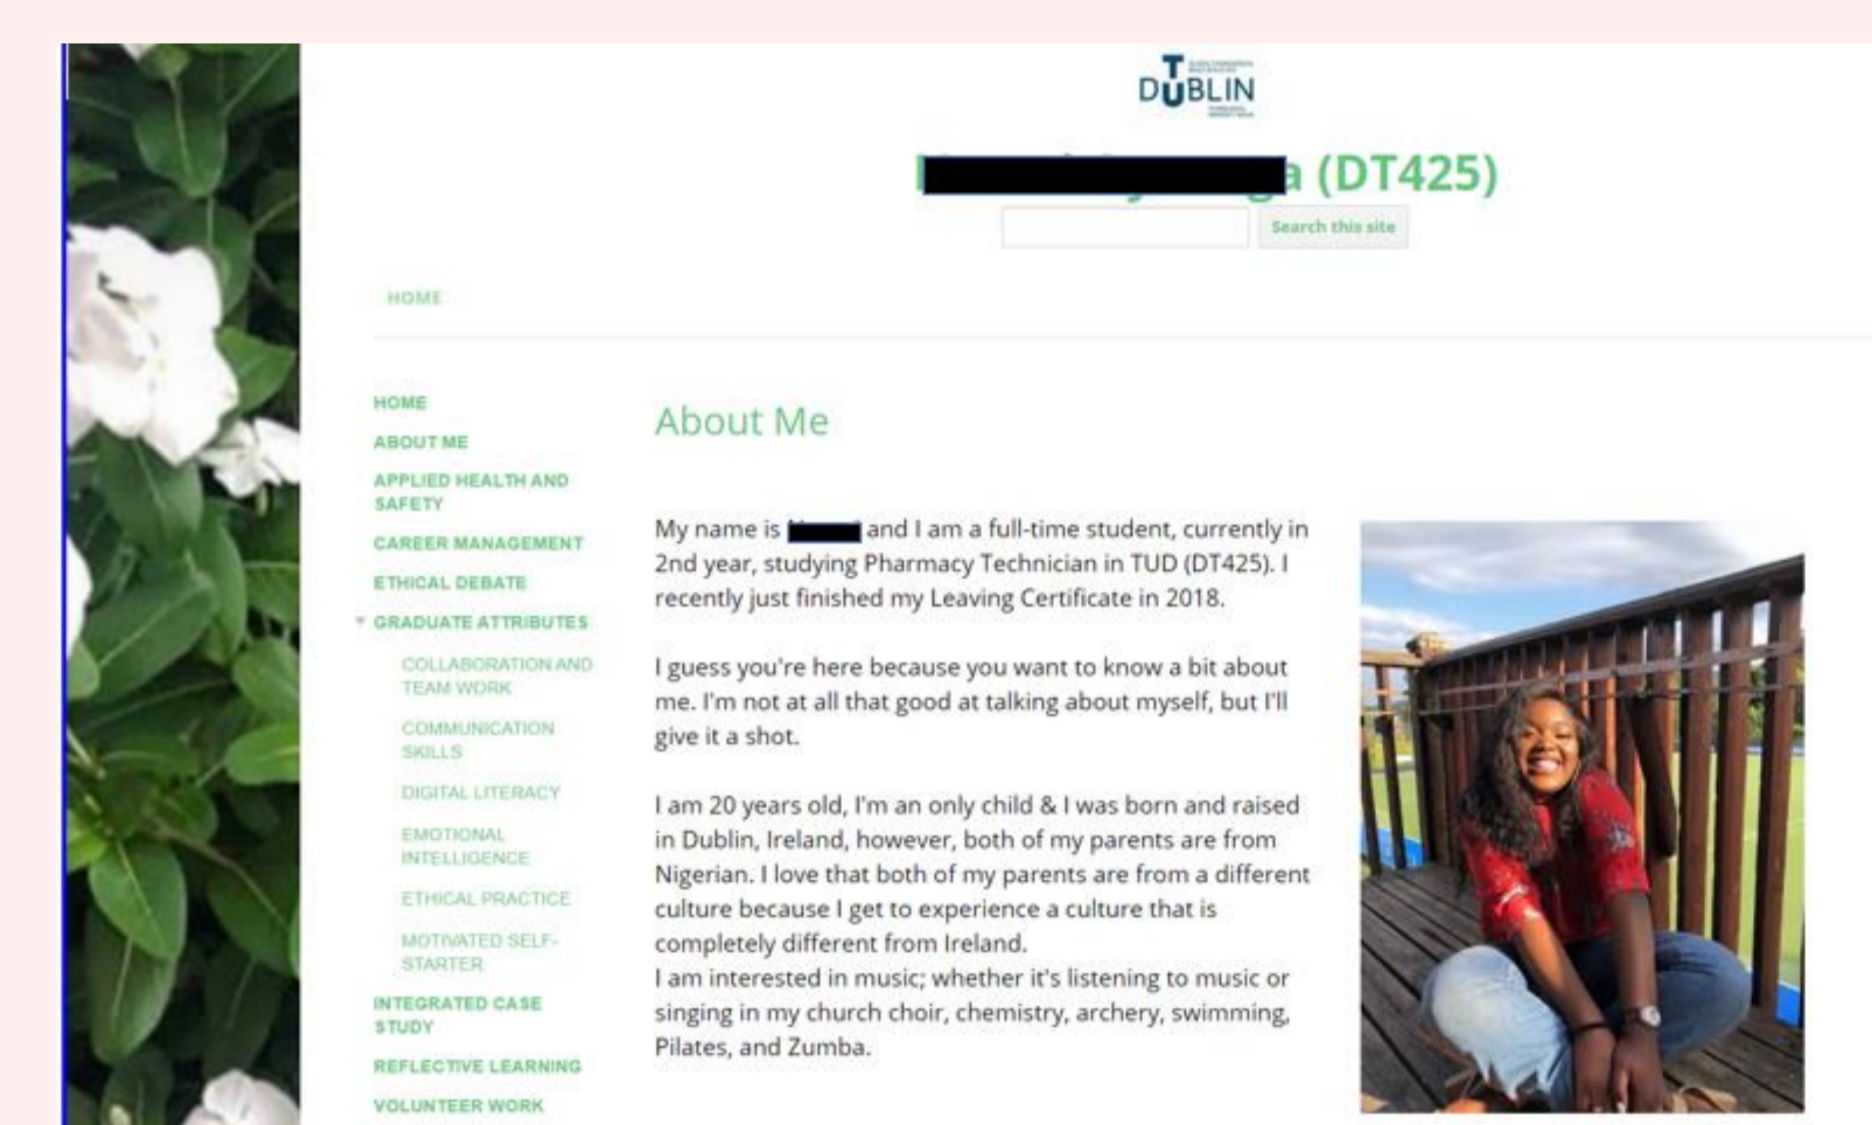 TU DUBLIN
a (DT425)
Search this site
HOME
HOME
ABOUT ME
APPLIED HEALTH AND
SAFETY
CAREER MANAGEMENT
ETHICAL DEBATE
GRADUATE ATTRIBUTES
COLLABORATION AND
TEAM WORK
COMMUNICATION
SKILLS
DIGITAL LITERACY
EMOTIONAL
INTELLIGENCE
ETHICAL PRACTICE
MOTIVATED SELF-
STARTER
INTEGRATED CASE
STUDY
REFLECTIVE LEARNING
VOLUNTEER WORK
About Me
My name is and I am a full-time student, currently in
2nd year, studying Pharmacy Technician in TUD (DT425). I
recently just finished my Leaving Certificate in 2018.
I guess you're here because you want to know a bit about
me. I'm not at all that good at talking about myself, but I'll
give it a shot.
I am 20 years old, I'm an only child & I was born and raised
in Dublin, Ireland, however, both of my parents are from
Nigerian. I love that both of my parents are from a different
culture because I get to experience a culture that is
completely different from Ireland.
I am interested in music; whether it's listening to music or
singing in my church choir, chemistry, archery, swimming,
Pilates, and Zumba.